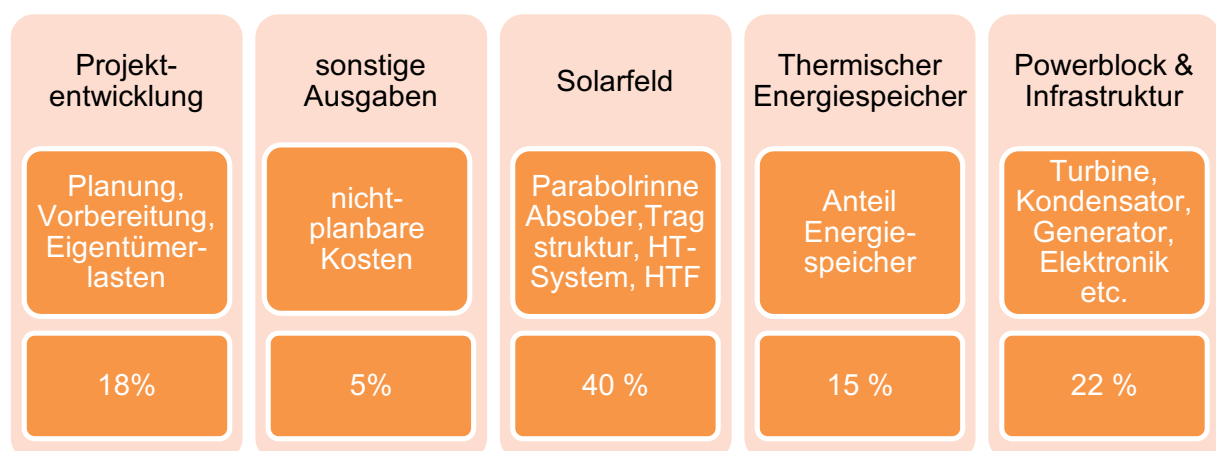 Projekt-
entwicklung
Planung,
Vorbereitung,
Eigentümer-
lasten
18%
sonstige
Ausgaben
nicht-
planbare
Kosten
5%
Solarfeld
Parabolrinne
Absober,Trag
struktur, HT-
System, HTF
40 %
Thermischer
Energiespeicher
Anteil
Energie-
speicher
15 %
Powerblock &
Infrastruktur
Turbine,
Kondensator,
Generator,
Elektronik
etc.
22 %